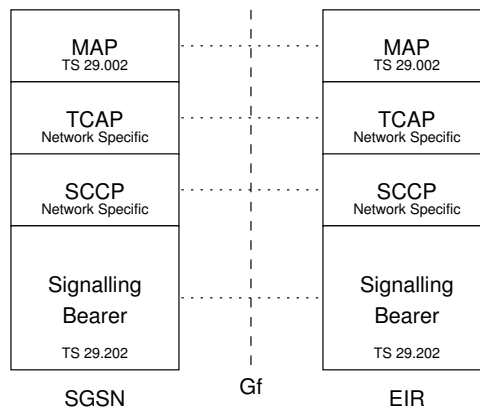 MAP
TS 29.002
TCAP
Network Specific
SCCP
Network Specific
Signalling
Bearer
TS 29.202
SGSN
Gf
MAP
TS 29.002
TCAP
Network Specific
SCCP
Network Specific
Signalling
Bearer
TS 29.202
EIR